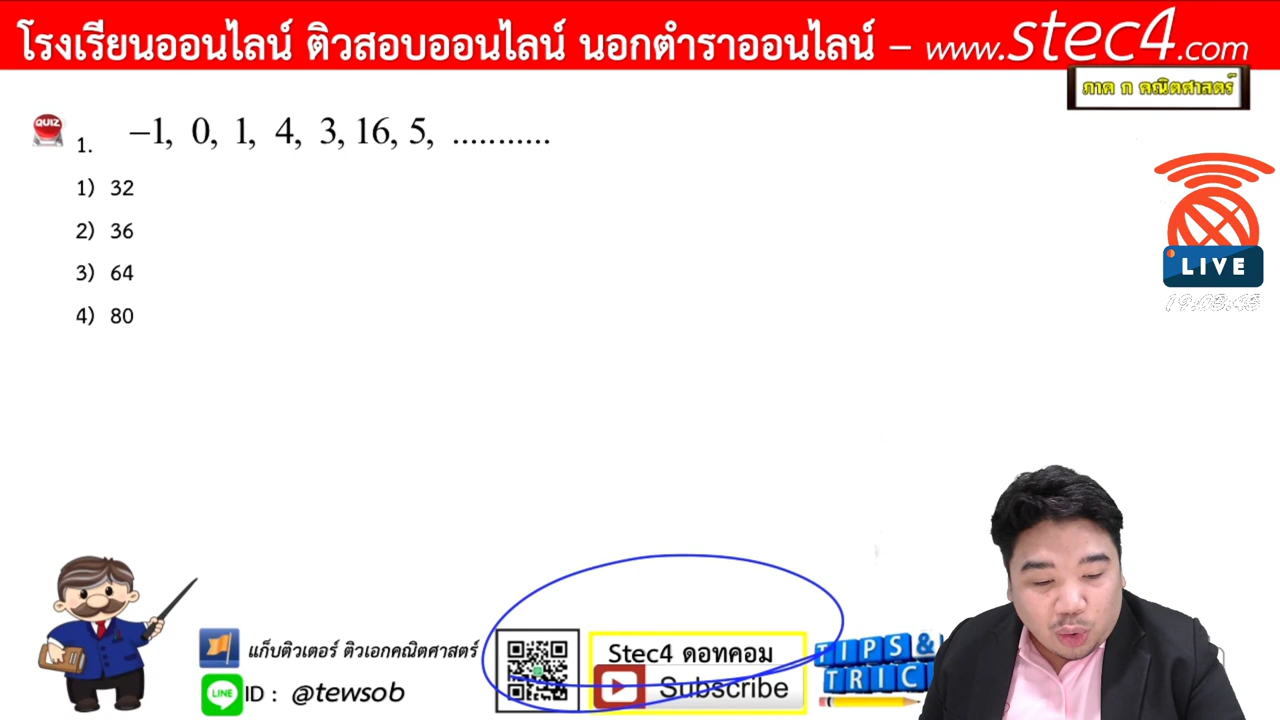 โรงเรียนออนไลน์ ติวสอบออนไลน์ นอกตำราออนไลน์ – www.stec4.com
ภาค ก คณิตศาสตร์
QUIZ
1. –1, 0, 1, 4, 3, 16, 5, ...........
1) 32
2) 36
3) 64
4) 80
LIVE
แก็บติวเตอร์ ติวเอกคณิตศาสตร์
LINE ID : @tewsob
Stec4 ดอทคอม
Subscribe
TIPS &